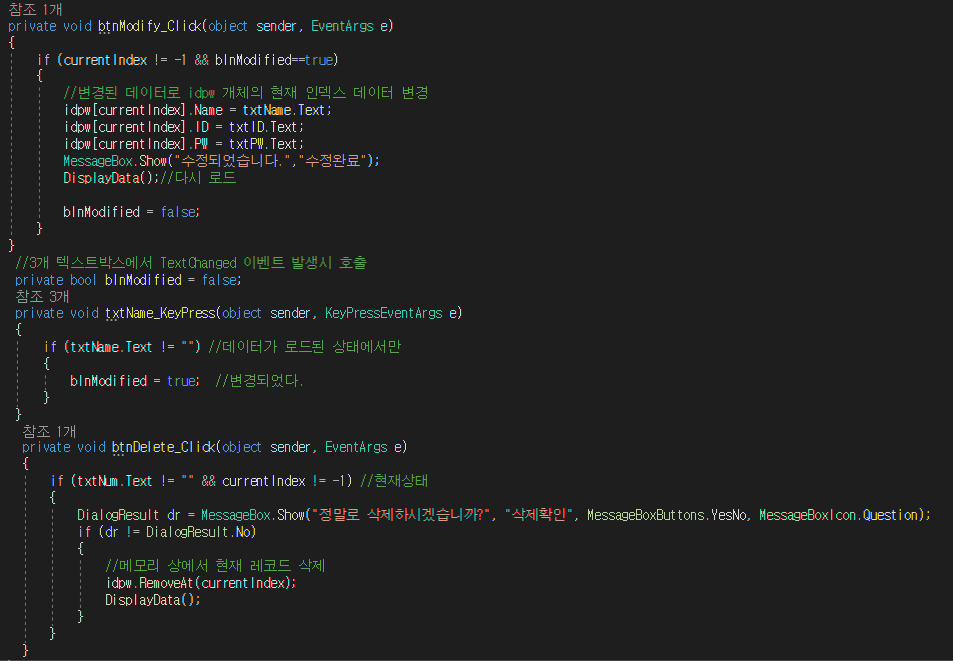 참조 1개
private void btnModify_Click(object sender, EventArgs e)
{
if (currentIndex != -1 && blnModified==true)
{
//변경된 데이터로 idpw 개체의 현재 인덱스 데이터 변경
idpw[currentIndex].Name = txtName.Text;
idpw[currentIndex].ID = txtID.Text;
idpw[currentIndex].PW = txtPW.Text;
MessageBox.Show("수정되었습니다.","수정완료");
DisplayData();//다시 로드
blnModified = false;
}
}
//3개 텍스트박스에서 TextChanged 이벤트 발생시 호출
private bool blnModified = false;
참조 3개
private void txtName_KeyPress(object sender, KeyPressEventArgs e)
{
if (txtName.Text != "") //데이터가 로드된 상태에서만
{
blnModified = true;  //변경되었다.
}
}
참조 1개
private void btnDelete_Click(object sender, EventArgs e)
{
if (txtNum.Text != "" && currentIndex != -1) //현재상태
{
DialogResult dr = MessageBox.Show("정말로 삭제하시겠습니까?", "삭제확인", MessageBoxButtons.YesNo, MessageBoxIcon.Question);
if (dr != DialogResult.No)
{
//메모리 상에서 현재 레코드 삭제
idpw.RemoveAt(currentIndex);
DisplayData();
}
}
}